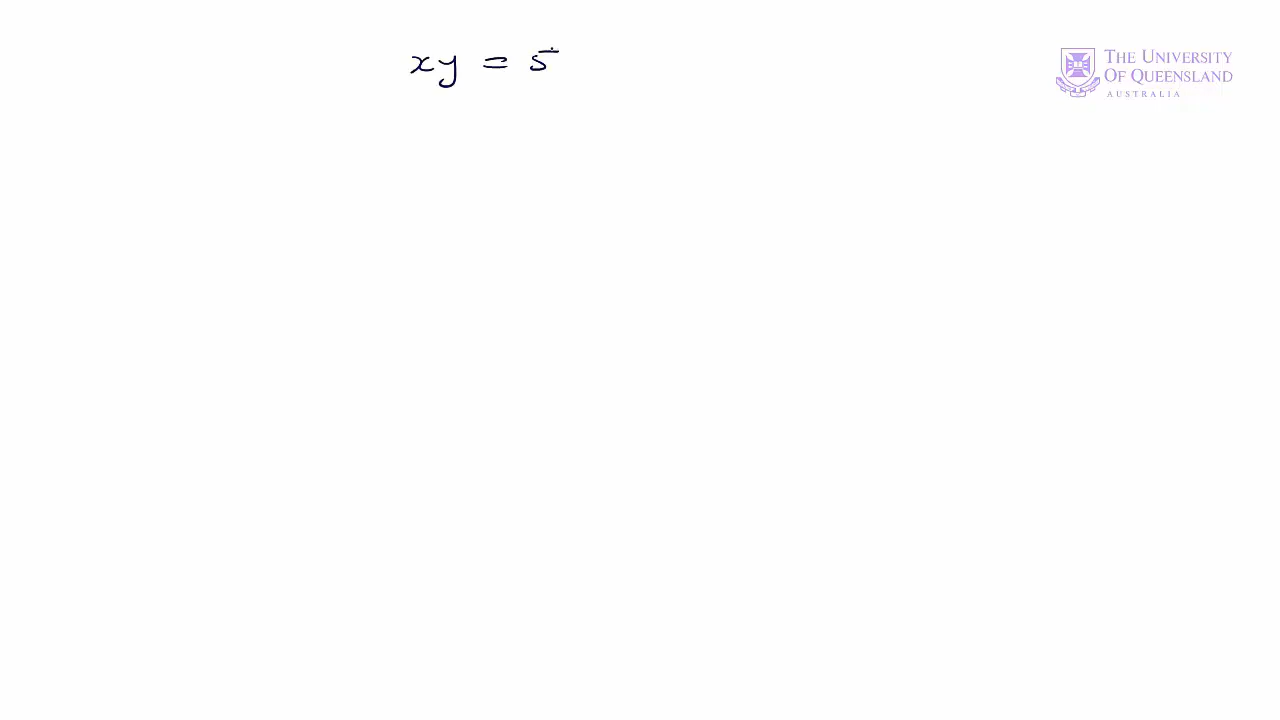 xy = 5
THE UNIVERSITY
OF QUEENSLAND
AUSTRALIA